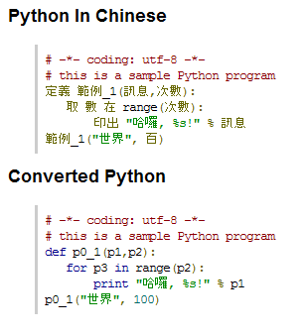 Python In Chinese
# -*- coding: utf-8 -*-
# this is a sample Python program
定義 範例_1(訊息,次數):
取 數 在 range(次數):
印出 "哈囉, %s!" % 訊息
範例_1("世界", 百)
Converted Python
# -*- coding: utf-8 -*-
# this is a sample Python program
def p0_1(p1,p2):
for p3 in range(p2):
print "哈囉, %s!" % p1
p0_1("世界", 100)